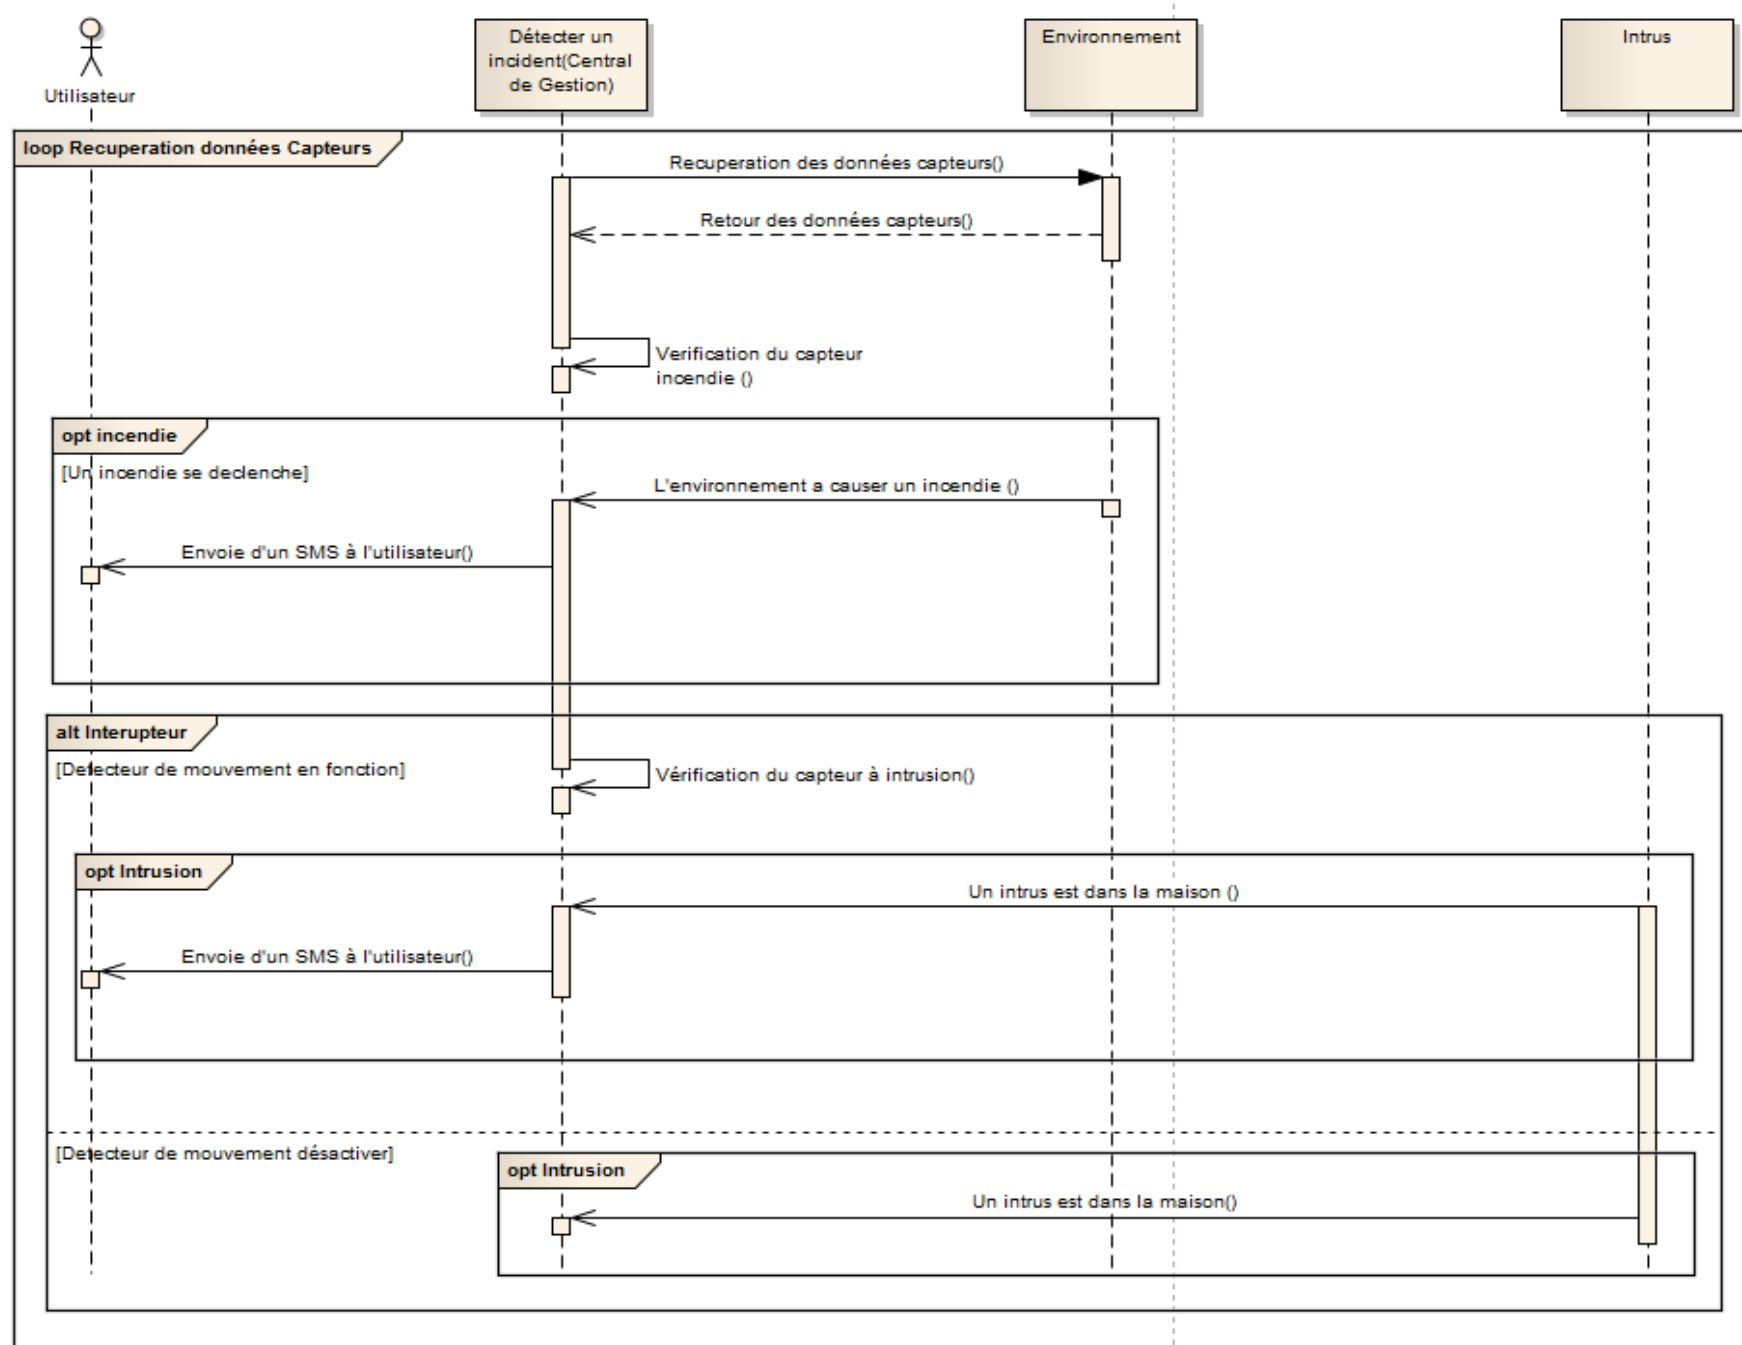 Utilisateur
Détecter un
incident(Central
de Gestion)
Environnement
Intrus
loop Recuperation données Capteurs
Recuperation des données capteurs()
Retour des données capteurs()
Verification du capteur
incendie ()
opt incendie
[Un incendie se declenche]
L'environnement a causer un incendie ()
Envoie d'un SMS à l'utilisateur()
alt Interupteur
[Detecteur de mouvement en fonction]
Vérification du capteur à intrusion()
opt Intrusion
Un intrus est dans la maison ()
Envoie d'un SMS à l'utilisateur()
[Detecteur de mouvement désactiver]
opt Intrusion
Un intrus est dans la maison()